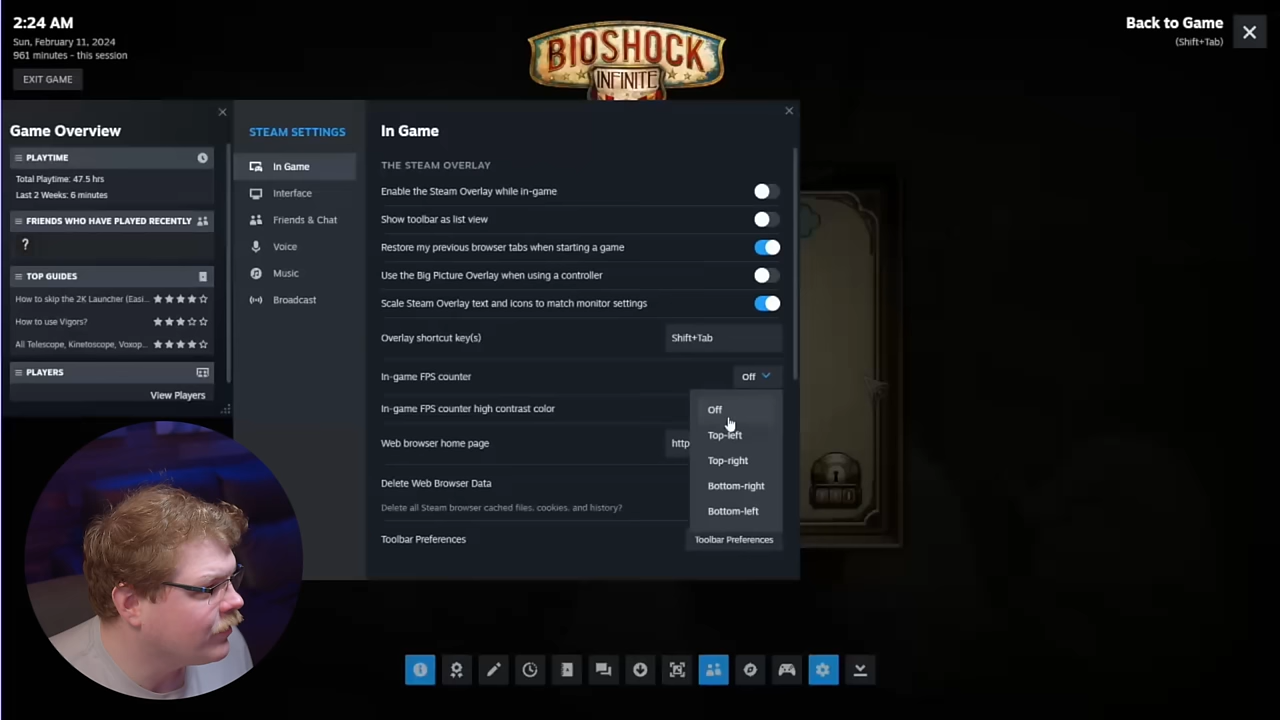 2:24 AM
Sun, February 11, 2024
961 minutes - this session
EXIT GAME
BIOSHOCK
INFINITE
Back to Game
(Shift+Tab)
Game Overview
PLAYTIME
Total Playtime: 47.5 hrs
Last 2 Weeks: 6 minutes
FRIENDS WHO HAVE PLAYED RECENTLY
?
TOP GUIDES
How to skip the 2K Launcher (Easi...
How to use Vigors?
All Telescope, Kinetoscope, Voxop...
PLAYERS
View Players
STEAM SETTINGS
In Game
Interface
Friends & Chat
Voice
Music
Broadcast
In Game
THE STEAM OVERLAY
Enable the Steam Overlay while in-game
Show toolbar as list view
Restore my previous browser tabs when starting a game
Use the Big Picture Overlay when using a controller
Scale Steam Overlay text and icons to match monitor settings
Overlay shortcut key(s) Shift+Tab
In-game FPS counter Off
In-game FPS counter high contrast color
Web browser home page http
Delete Web Browser Data
Delete all Steam browser cached files, cookies, and history?
Toolbar Preferences Toolbar Preferences
Off
Top-left
Top-right
Bottom-right
Bottom-left